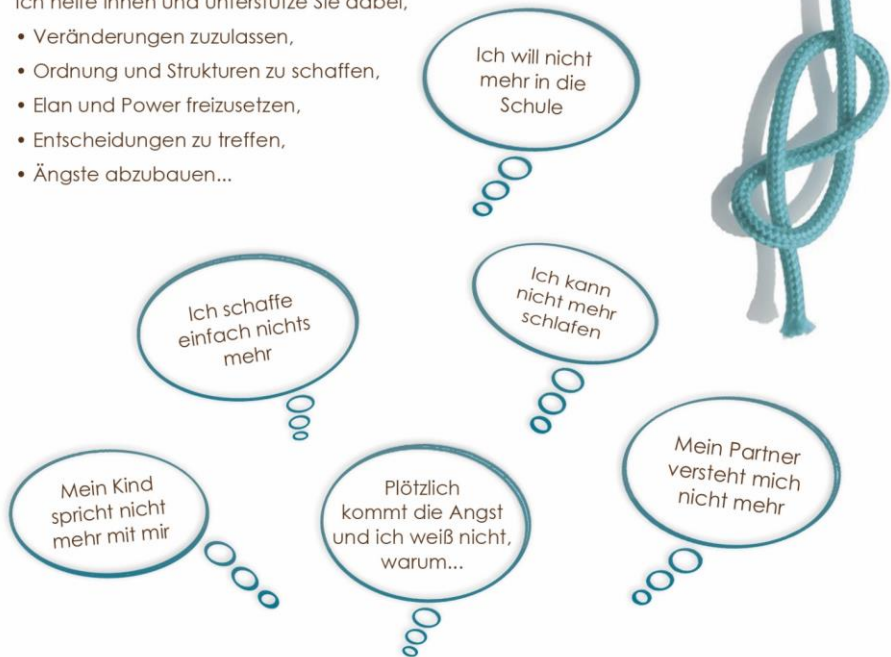 Ich helfe Ihnen und unterstütze Sie dabei,
• Veränderungen zuzulassen,
• Ordnung und Strukturen zu schaffen,
• Elan und Power freizusetzen,
• Entscheidungen zu treffen,
• Ängste abzubauen...
Ich will nicht
mehr in die
Schule
Ich schaffe
einfach nichts
mehr
Ich kann
nicht mehr
schlafen
Mein Kind
spricht nicht
mehr mit mir
Plötzlich
kommt die Angst
und ich weiß nicht,
warum...
Mein Partner
versteht mich
nicht mehr